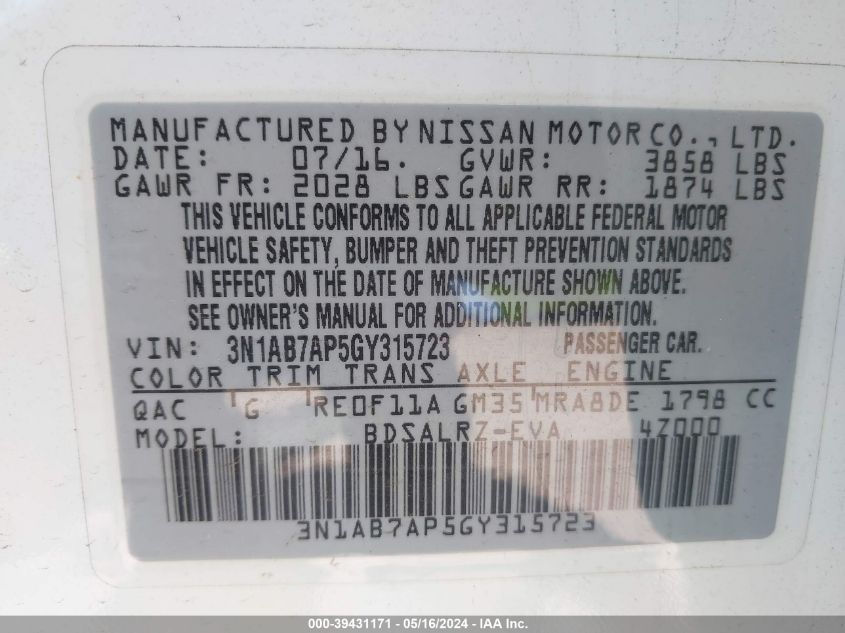 MANUFACTURED BY NISSAN MOTOR CO., LTD.
DATE: 07/16. GVWR: 3858 LBS
GAWR FR: 2028 LBS GAWR RR: 1874 LBS
THIS VEHICLE CONFORMS TO ALL APPLICABLE FEDERAL MOTOR
VEHICLE SAFETY, BUMPER AND THEFT PREVENTION STANDARDS
IN EFFECT ON THE DATE OF MANUFACTURE SHOWN ABOVE.
SEE OWNER'S MANUAL FOR ADDITIONAL INFORMATION.
VIN: 3N1AB7AP5GY315723 PASSENGER CAR.
COLOR TRIM TRANS AXLE ENGINE
QAC G RE0F11A GM35 MRA8DE 1798 CC
MODEL: BDSALRZ-EVA 4Z000
3N1AB7AP5GY315723
000-39431171 - 05/16/2024 - IAA Inc.